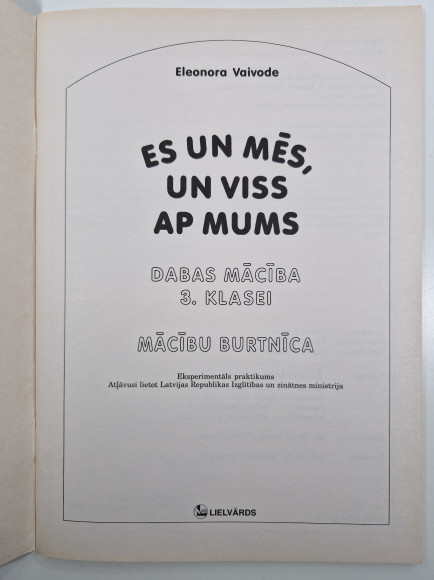 Eleonora Vaivode
ES UN MĒS,
UN VISS
AP MUMS
DABAS MĀCĪBA
3. KLASEI
MĀCĪBU BURTNĪCA
Eksperimentāls praktikums
Atļāvusi lietot Latvijas Republikas Izglītības un zinātnes ministrija
LIELVĀRDS